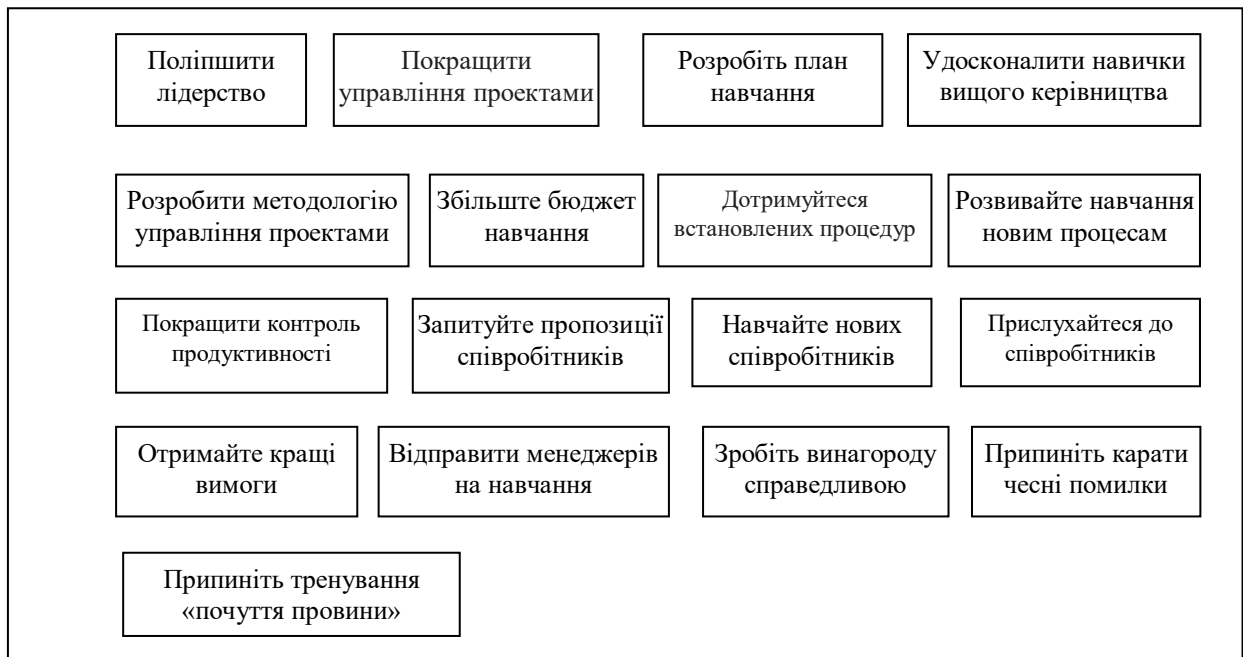 Поліпшити
лідерство
Покращити
управління проектами
Розробіть план
навчання
Удосконалити навички
вищого керівництва
Розробити методологію
управління проектами
Збільште бюджет
навчання
Дотримуйтеся
встановлених процедур
Розвивайте навчання
новим процесам
Покращити контроль
продуктивності
Запитуйте пропозиції
співробітників
Навчайте нових
співробітників
Прислухайтеся до
співробітників
Отримайте кращі
вимоги
Відправити менеджерів
на навчання
Зробіть винагороду
справедливою
Припиніть карати
чесні помилки
Припиніть тренування
«почуття провини»